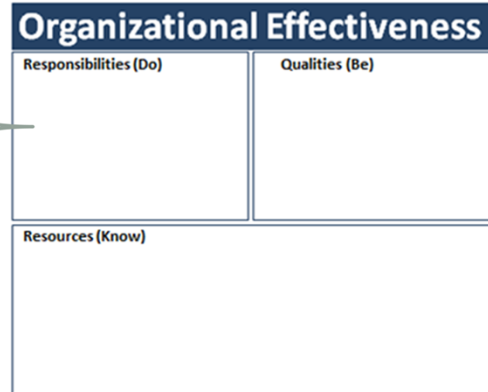 Organizational Effectiveness
Responsibilities (Do)
Qualities (Be)
Resources (Know)